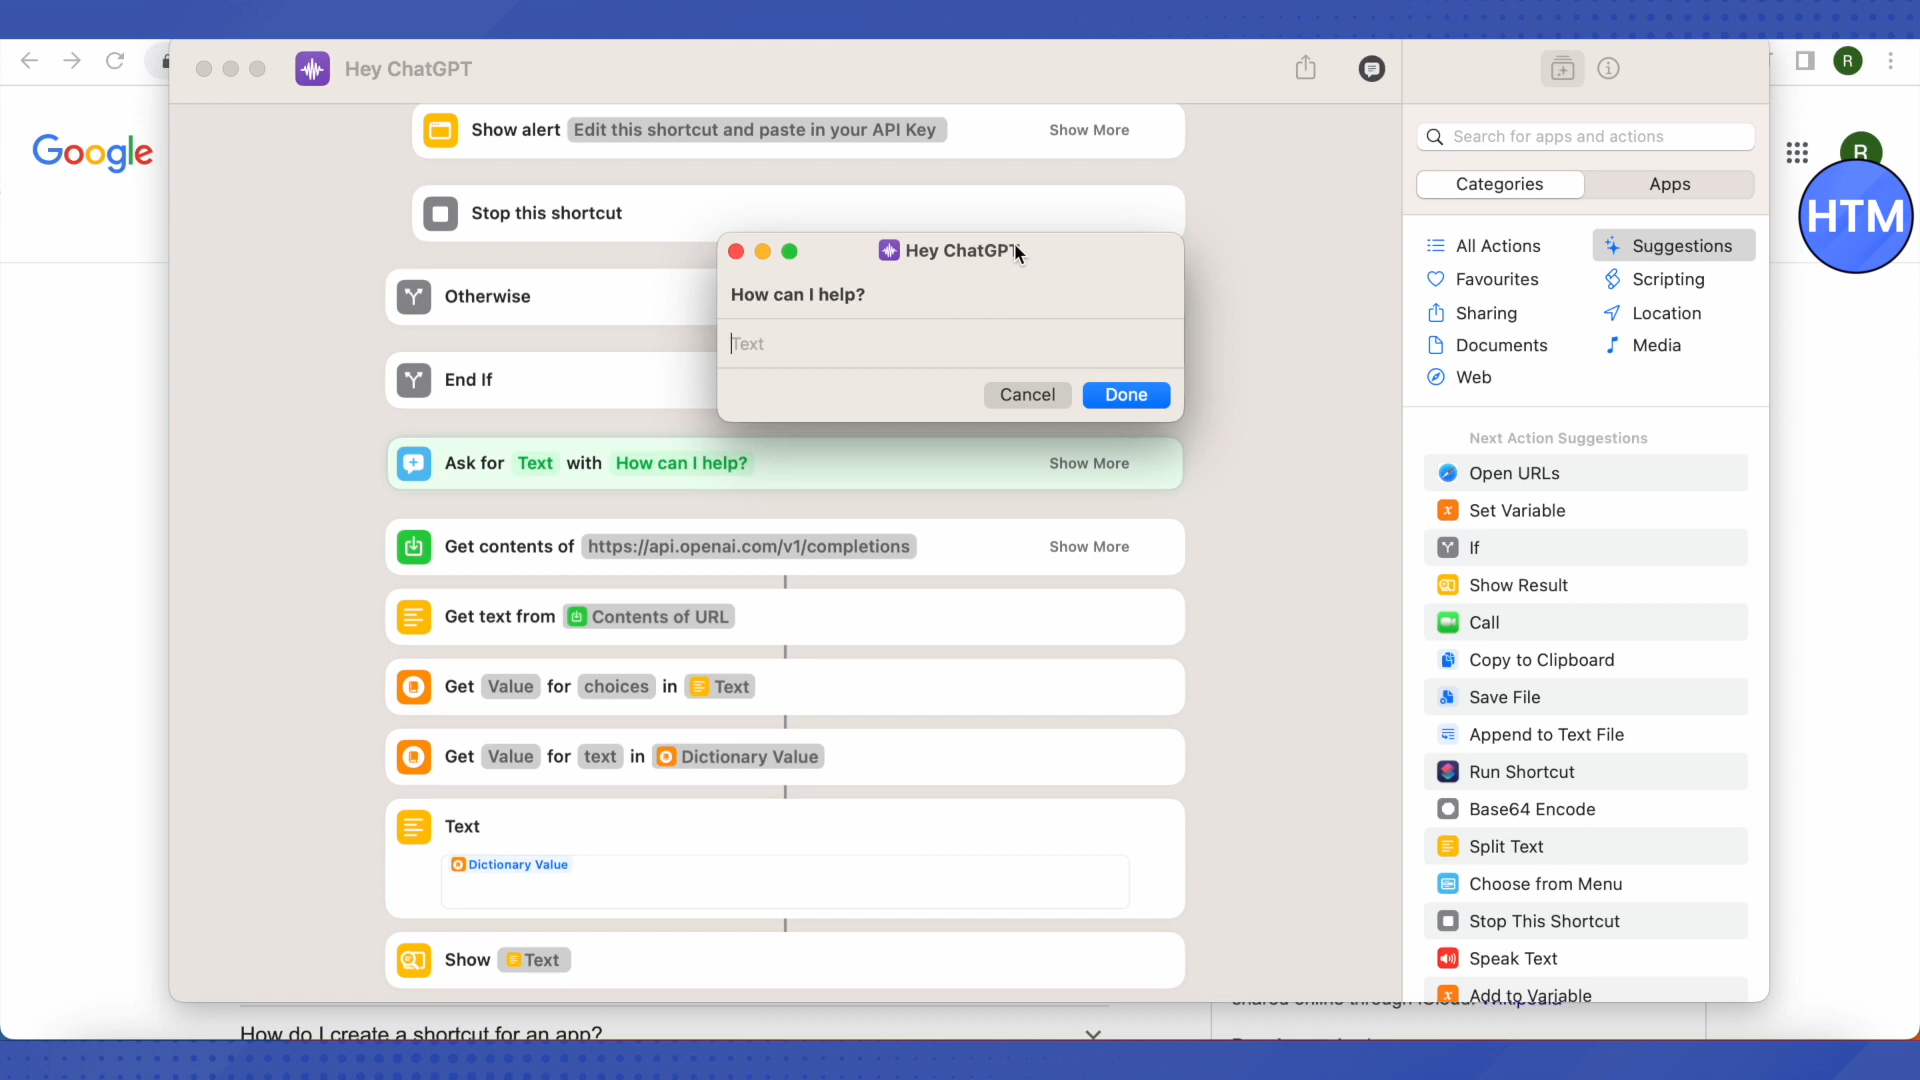 Hey ChatGPT
R
Google
R
HTM
Show alert Edit this shortcut and paste in your API Key Show More
Stop this shortcut
Otherwise
End If
Hey ChatGPT
How can I help?
Text
Cancel Done
Ask for Text with How can I help? Show More
Get contents of https://api.openai.com/v1/completions Show More
Get text from Contents of URL
Get Value for choices in Text
Get Value for text in Dictionary Value
Text
Dictionary Value
Show Text
Search for apps and actions
Categories Apps
All Actions Suggestions
Favourites Scripting
Sharing Location
Documents Media
Web
Next Action Suggestions
Open URLs
Set Variable
If
Show Result
Call
Copy to Clipboard
Save File
Append to Text File
Run Shortcut
Base64 Encode
Split Text
Choose from Menu
Stop This Shortcut
Speak Text
Add to Variable
How do I create a shortcut for an app?